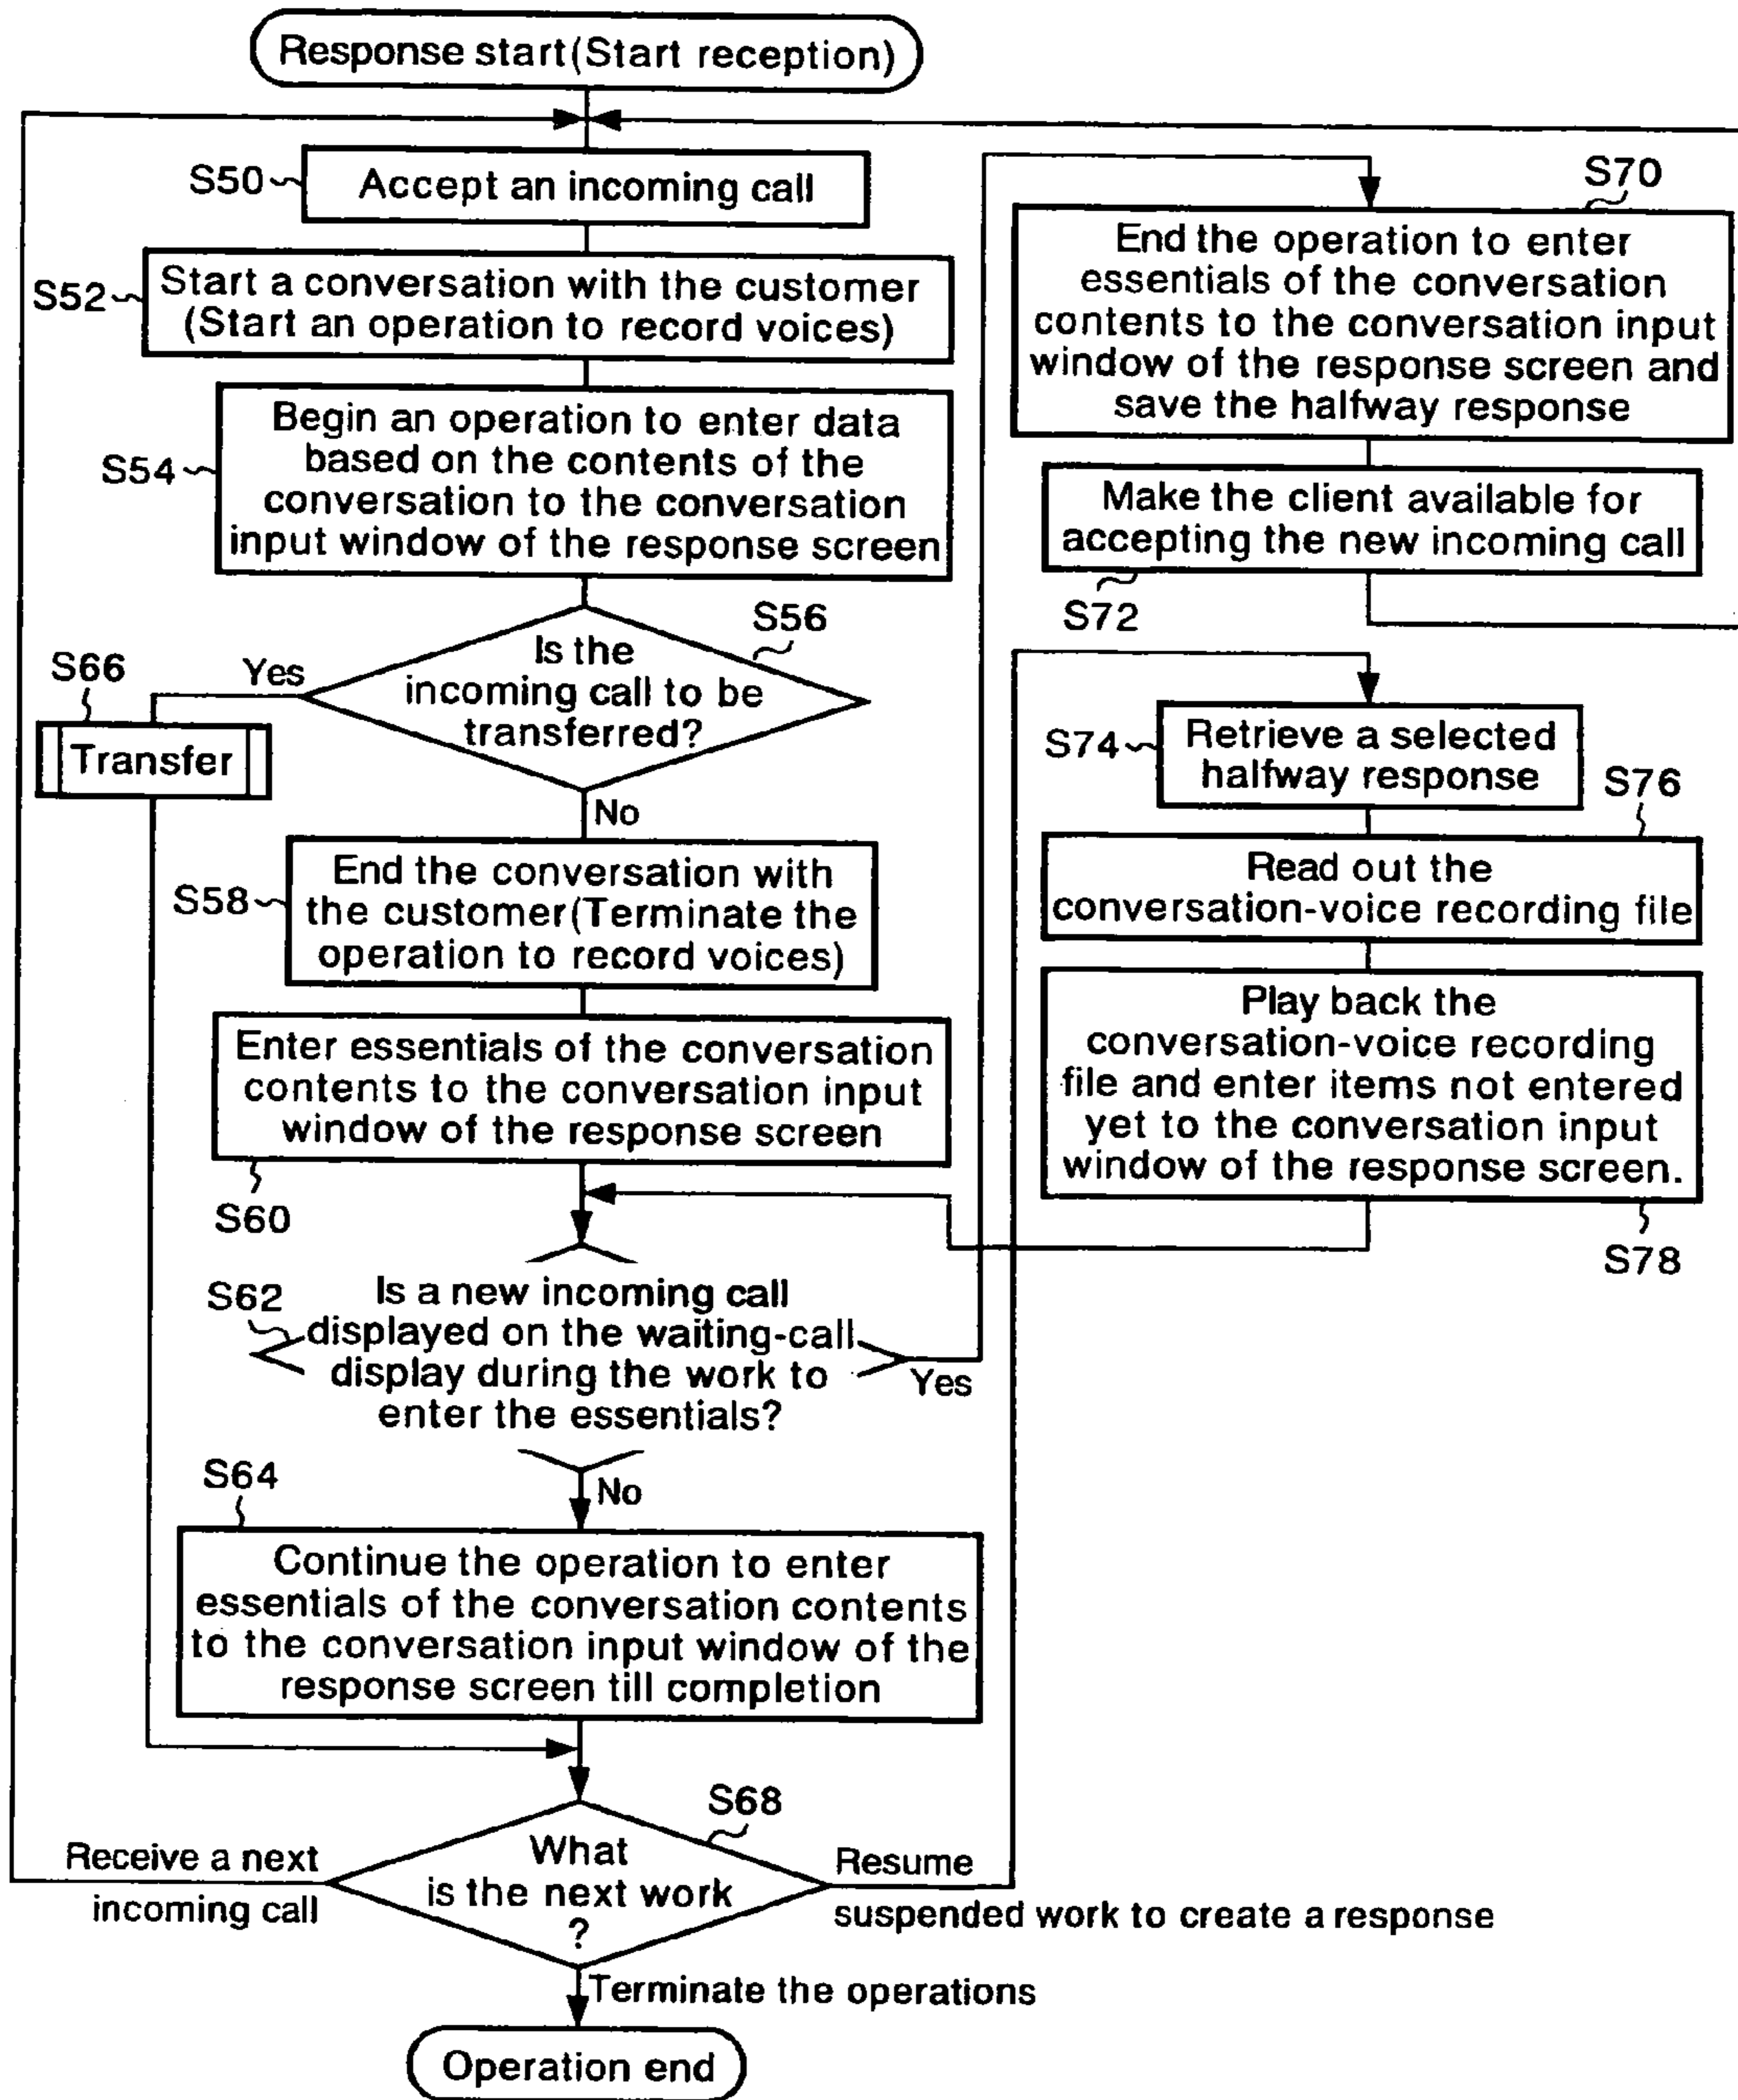 Response start(Start reception)
S50
Accept an incoming call
S52
Start a conversation with the customer
(Start an operation to record voices)
S54
Begin an operation to enter data
based on the contents of the
conversation to the conversation
input window of the response screen
S56
Is the
incoming call to be
transferred?
Yes
No
S66
Transfer
S58
End the conversation with
the customer(Terminate the
operation to record voices)
Enter essentials of the conversation
contents to the conversation input
window of the response screen
S60
S62
Is a new incoming call
displayed on the waiting-call
display during the work to
enter the essentials?
Yes
No
S64
Continue the operation to enter
essentials of the conversation contents
to the conversation input window of the
response screen till completion
S68
What
is the next work
?
Receive a next
incoming call
Resume
suspended work to create a response
Terminate the operations
Operation end
S70
End the operation to enter
essentials of the conversation
contents to the conversation input
window of the response screen and
save the halfway response
Make the client available for
accepting the new incoming call
S72
S74
Retrieve a selected
halfway response
S76
Read out the
conversation-voice recording file
Play back the
conversation-voice recording
file and enter items not entered
yet to the conversation input
window of the response screen.
S78